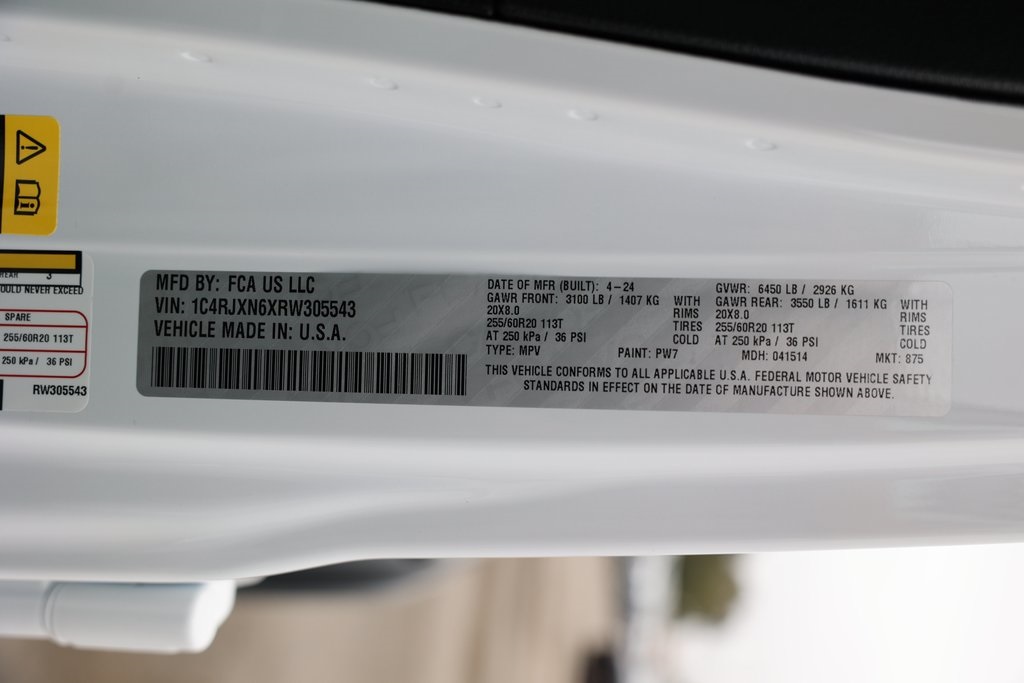 REAR 3
OULD NEVER EXCEED
SPARE
255/60R20 113T
250 kPa / 36 PSI
RW305543
MFD BY: FCA US LLC
VIN: 1C4RJXN6XRW305543
VEHICLE MADE IN: U.S.A.
DATE OF MFR (BUILT): 4-24
GAWR FRONT: 3100 LB / 1407 KG WITH
20X8.0 RIMS
255/60R20 113T TIRES
AT 250 kPa / 36 PSI COLD
TYPE: MPV PAINT: PW7
GVWR: 6450 LB / 2926 KG
GAWR REAR: 3550 LB / 1611 KG WITH
20X8.0 RIMS
255/60R20 113T TIRES
AT 250 kPa / 36 PSI COLD
MDH: 041514 MKT: 875
THIS VEHICLE CONFORMS TO ALL APPLICABLE U.S.A. FEDERAL MOTOR VEHICLE SAFETY
STANDARDS IN EFFECT ON THE DATE OF MANUFACTURE SHOWN ABOVE.